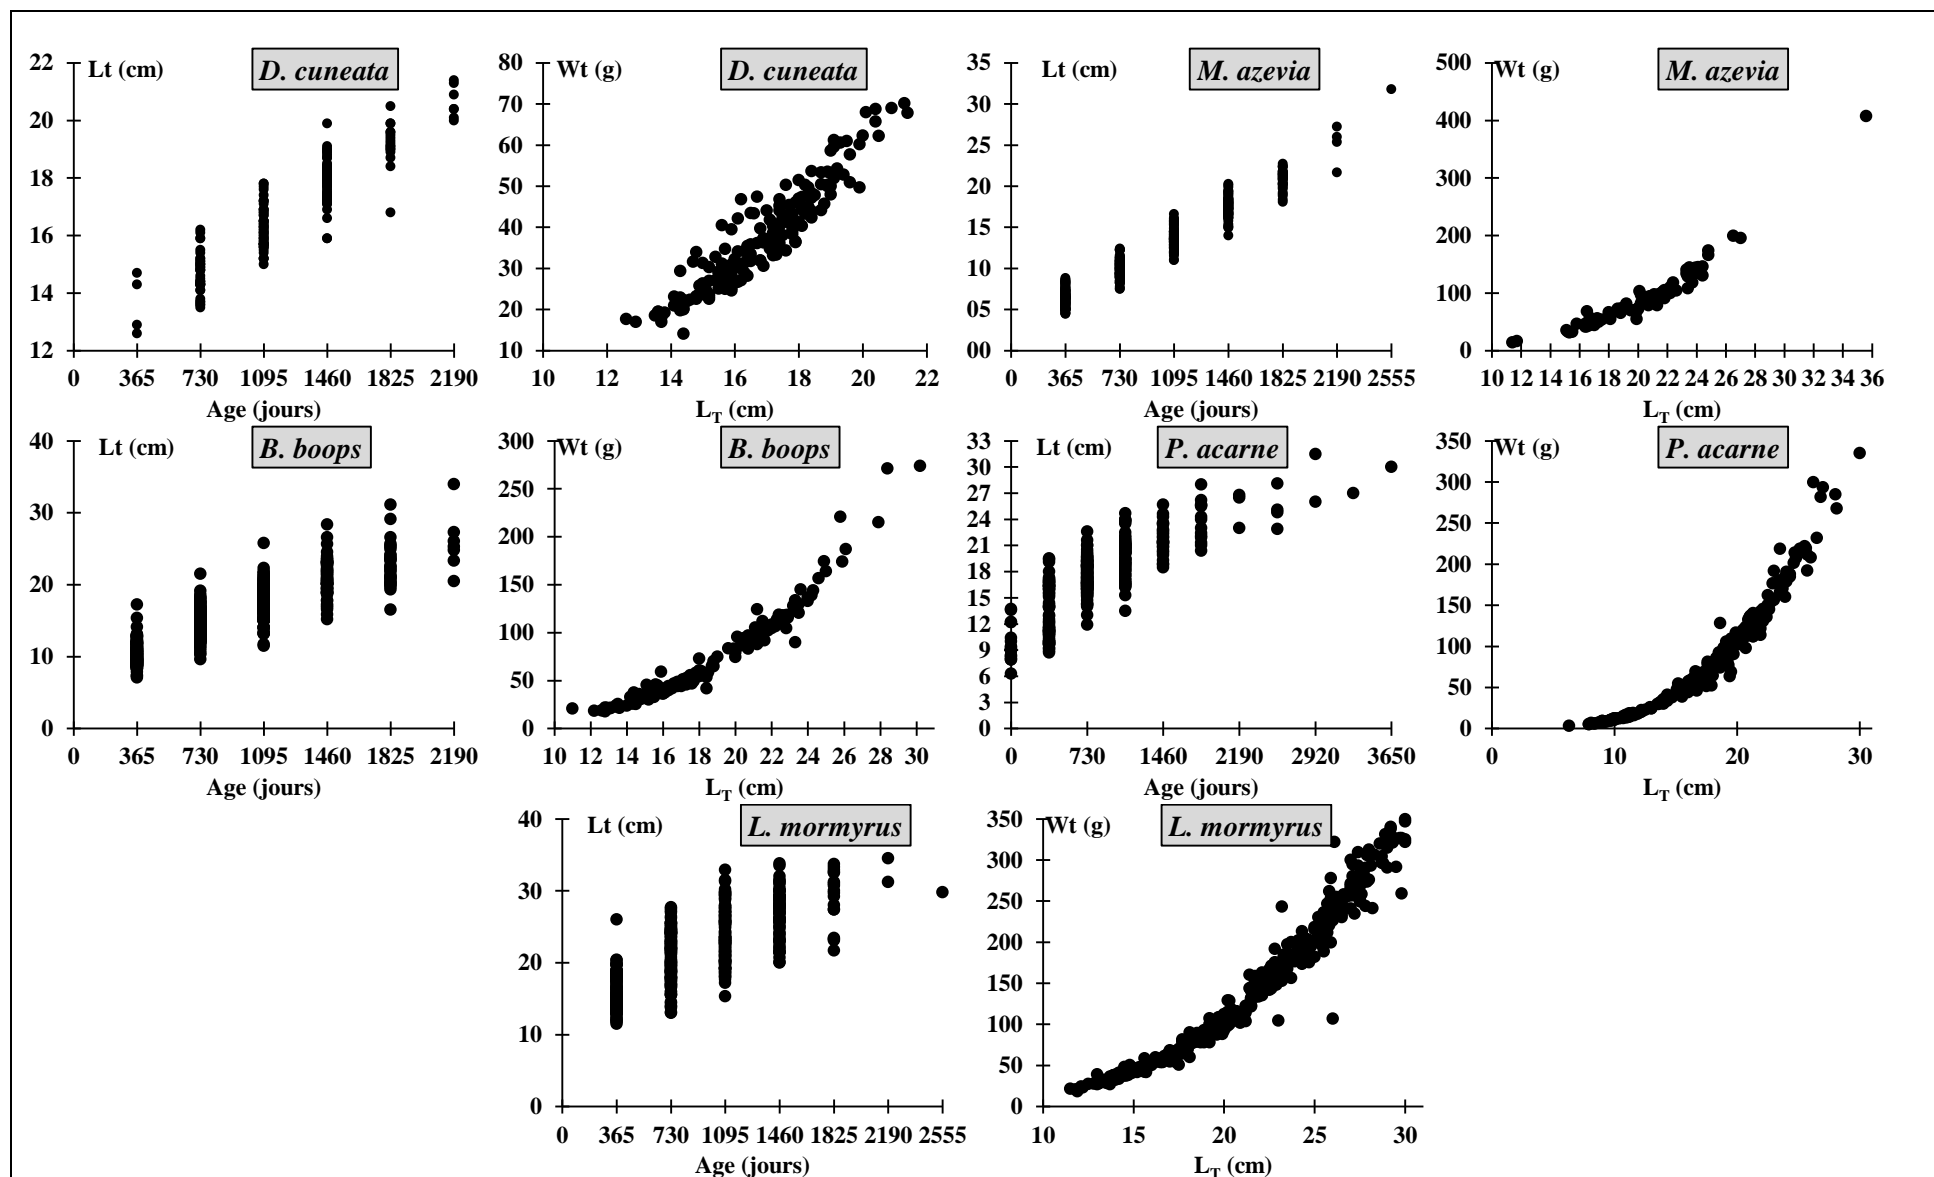 Lt (cm)
D. cuneata
22
20
18
16
14
12
0 365 730 1095 1460 1825 2190
Age (jours)
Wt (g)
D. cuneata
80
70
60
50
40
30
20
10
10 12 14 16 18 20 22
LT (cm)
Lt (cm)
M. azevia
35
30
25
20
15
10
05
00
0 365 730 1095 1460 1825 2190 2555
Age (jours)
Wt (g)
M. azevia
500
400
300
200
100
0
10 12 14 16 18 20 22 24 26 28 30 32 34 36
LT (cm)
Lt (cm)
B. boops
40
30
20
10
0
0 365 730 1095 1460 1825 2190
Age (jours)
Wt (g)
B. boops
300
250
200
150
100
50
0
10 12 14 16 18 20 22 24 26 28 30
LT (cm)
Lt (cm)
P. acarne
33
30
27
24
21
18
15
12
9
6
3
0
0 730 1460 2190 2920 3650
Age (jours)
Wt (g)
P. acarne
350
300
250
200
150
100
50
0
0 10 20 30
LT (cm)
Lt (cm)
L. mormyrus
40
30
20
10
0
0 365 730 1095 1460 1825 2190 2555
Age (jours)
Wt (g)
L. mormyrus
350
300
250
200
150
100
50
0
10 15 20 25 30
LT (cm)